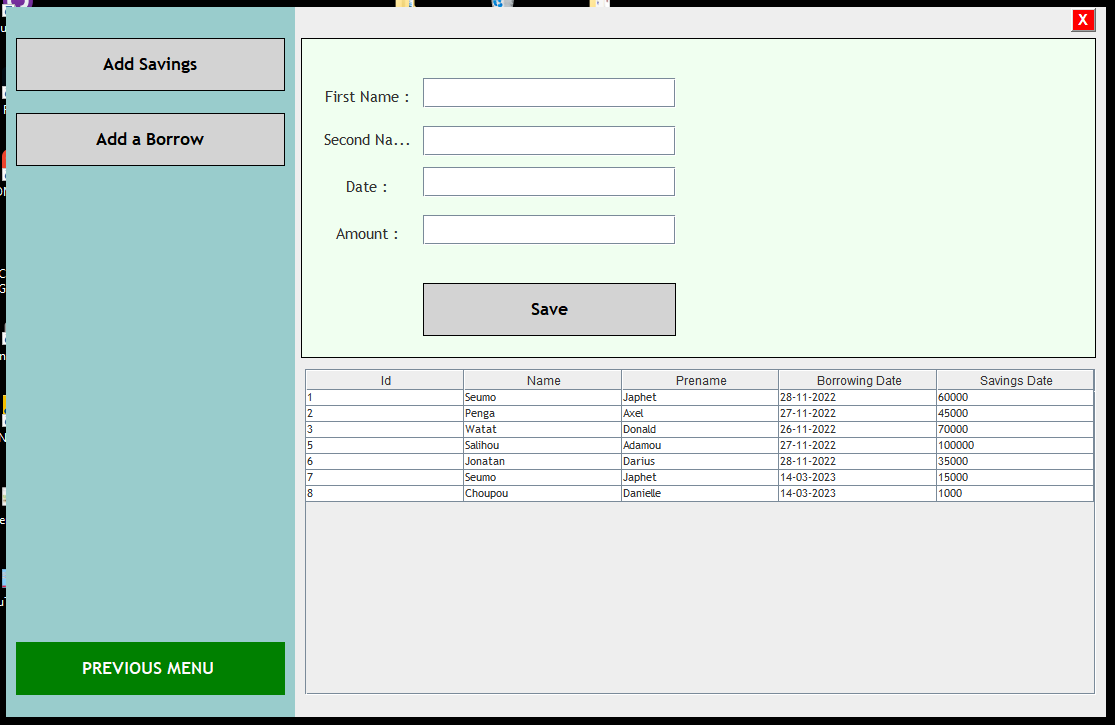 X
Add Savings
Add a Borrow
First Name :
Second Na...
Date :
Amount :
Save
Id Name Prename Borrowing Date Savings Date
1 Seumo Japhet 28-11-2022 60000
2 Penga Axel 27-11-2022 45000
3 Watat Donald 26-11-2022 70000
5 Salihou Adamou 27-11-2022 100000
6 Jonatan Darius 28-11-2022 35000
7 Seumo Japhet 14-03-2023 15000
8 Choupou Danielle 14-03-2023 1000
PREVIOUS MENU